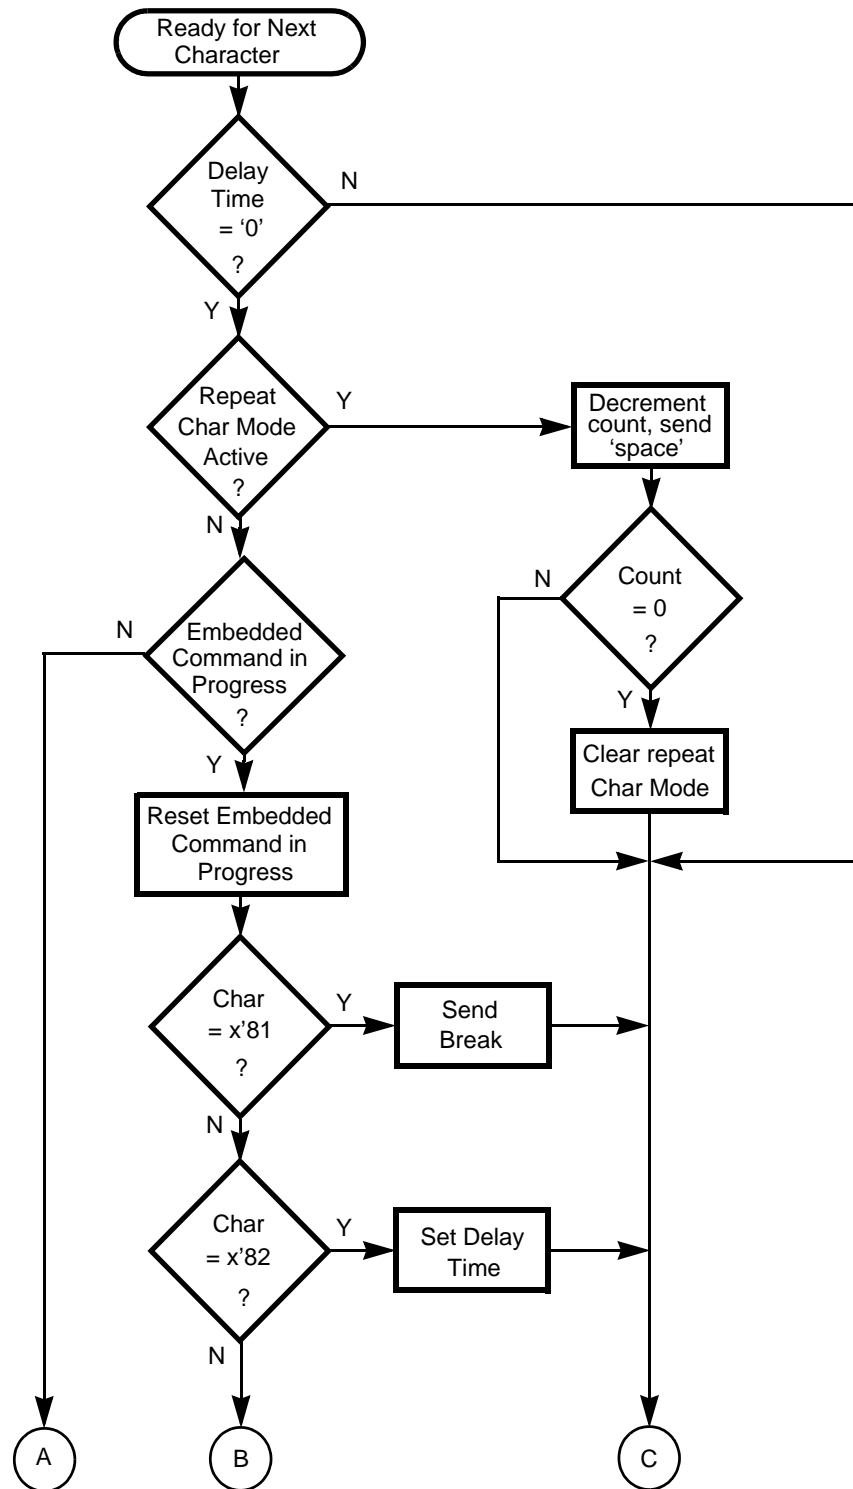 Ready for Next
Character
Delay
Time
= ‘0’
?
N
Y
Repeat
Char Mode
Active
?
Y
N
Decrement
count, send
‘space’
Count
= 0
?
N
Y
Clear repeat
Char Mode
Embedded
Command in
Progress
?
N
Y
Reset Embedded
Command in
Progress
Char
= x’81
?
Y
N
Send
Break
Char
= x’82
?
Y
N
Set Delay
Time
A
B
C